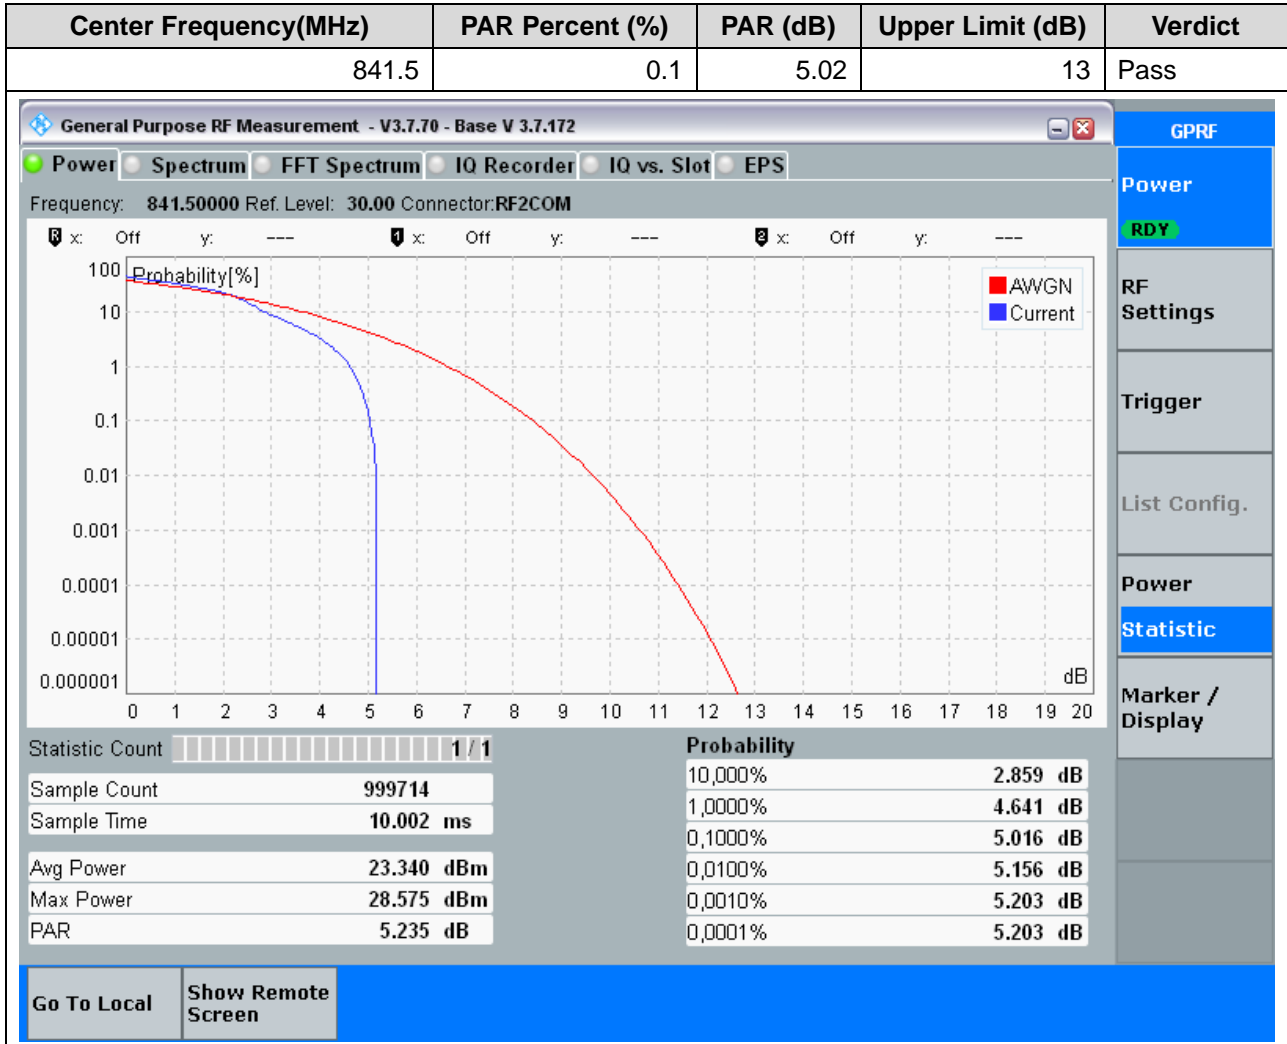 Center Frequency(MHz) PAR Percent (%) PAR (dB) Upper Limit (dB) Verdict
841.5 0.1 5.02 13 Pass
General Purpose RF Measurement - V3.7.70 - Base V 3.7.172
GPRF
Power Spectrum FFT Spectrum IQ Recorder IQ vs. Slot EPS
Power
RDY
Frequency: 841.50000 Ref. Level: 30.00 Connector:RF2COM
R x: Off y: --- 1 x: Off y: --- 2 x: Off y: ---
100 Probability[%]
AWGN
Current
10
1
0.1
0.01
0.001
0.0001
0.00001
0.000001
dB
0 1 2 3 4 5 6 7 8 9 10 11 12 13 14 15 16 17 18 19 20
RF
Settings
Trigger
List Config.
Power
Statistic
Marker /
Display
Statistic Count 1 / 1
Sample Count 999714
Sample Time 10.002 ms
Avg Power 23.340 dBm
Max Power 28.575 dBm
PAR 5.235 dB
Probability
10,000% 2.859 dB
1,0000% 4.641 dB
0,1000% 5.016 dB
0,0100% 5.156 dB
0,0010% 5.203 dB
0,0001% 5.203 dB
Go To Local
Show Remote
Screen